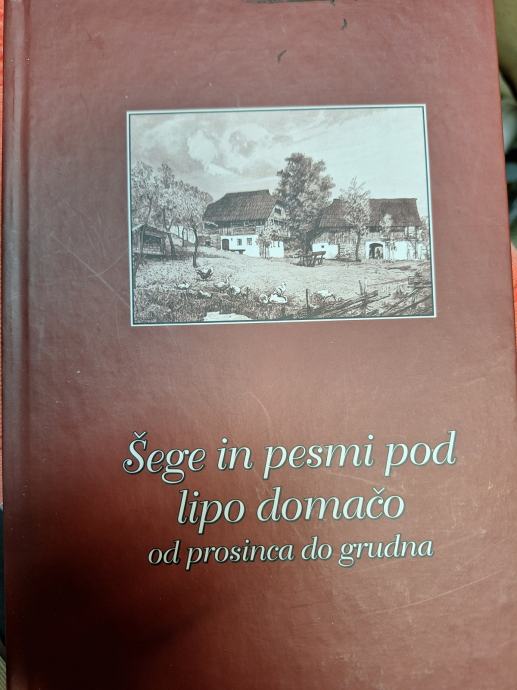 Šege in pesmi pod
lipo domačo
od prosinca do grudna